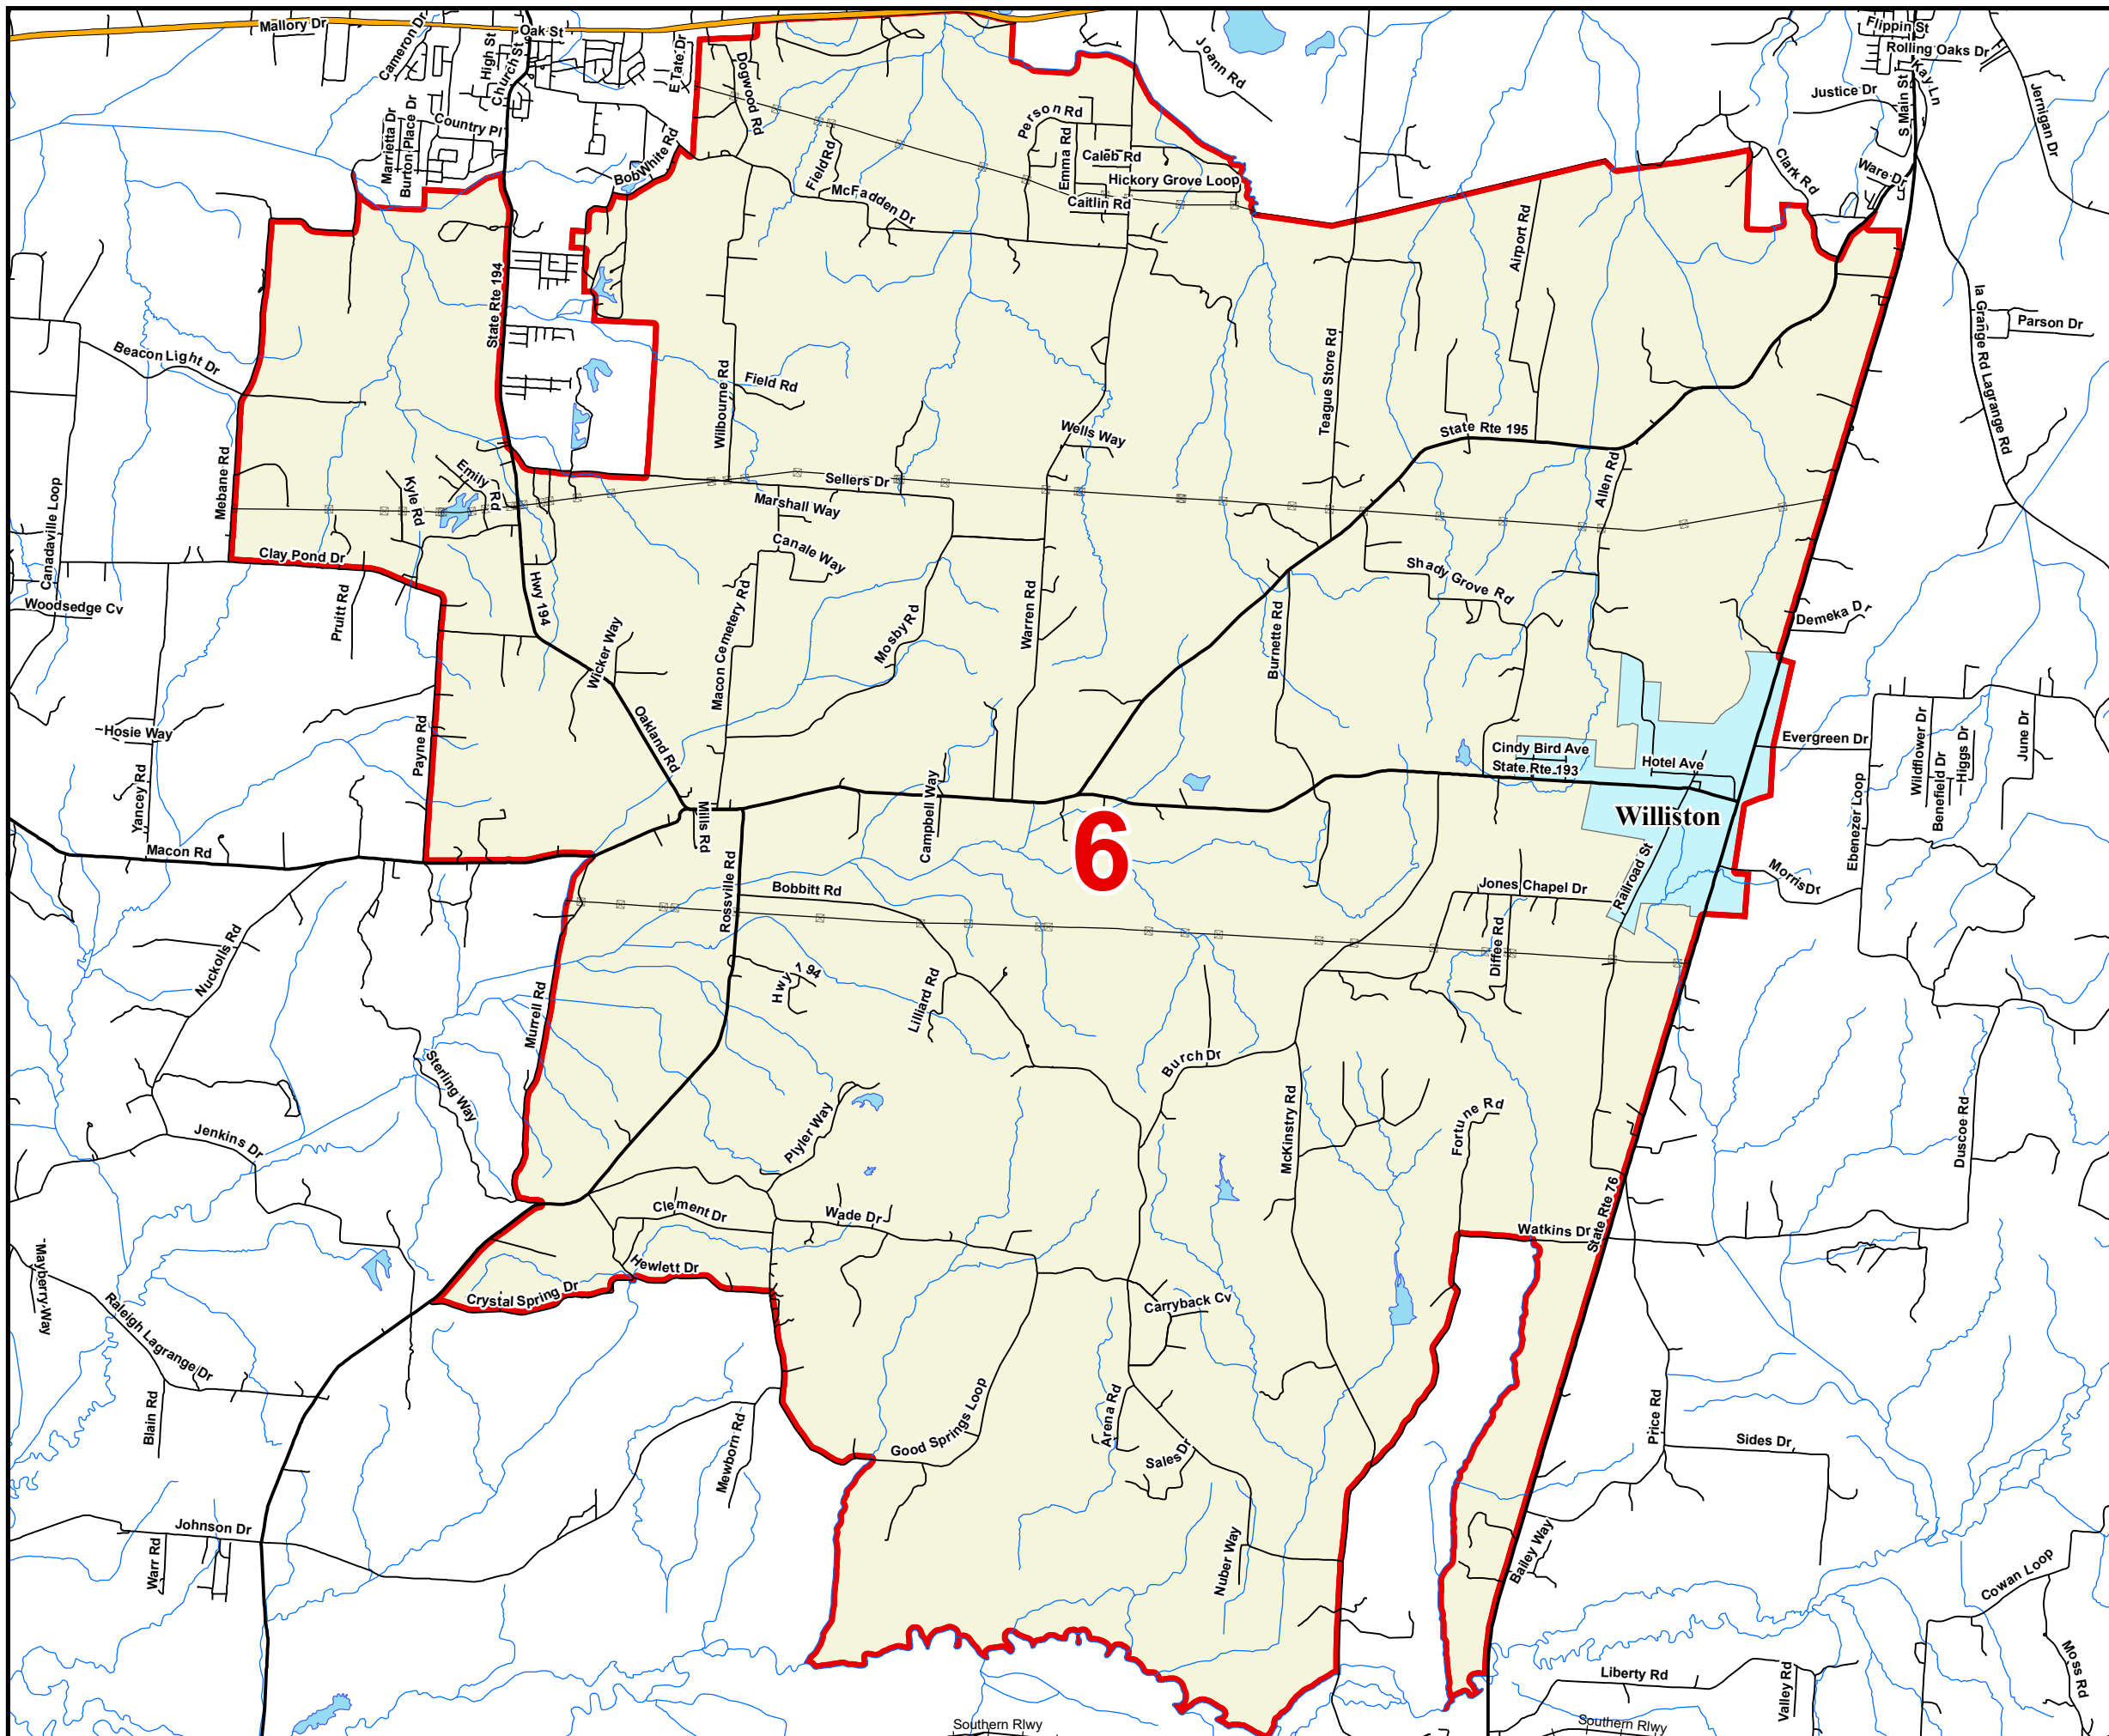 Mallory Dr
Cameron Dr
High St
Church St
Oak St
E Tate Dr
Dogwood Rd
Joann Rd
Flippin St
Rolling Oaks Dr
Kay Ln
S Main St
Justice Dr
Jernigan Dr
Marrietta Dr
Burton Place Dr
Country Pl
BobWhite Rd
Field Rd
McFadden Dr
Person Rd
Emma Rd
Caleb Rd
Hickory Grove Loop
Caitlin Rd
Clark Rd
Ware Dr
Airport Rd
State Rte 194
Beacon Light Dr
Wilbourne Rd
Field Rd
Teague Store Rd
la Grange Rd Lagrange Rd
Parson Dr
Wells Way
State Rte 195
Allen Rd
Mebane Rd
Canadaville Loop
Kyle Rd
Emily Rd
Sellers Dr
Marshall Way
Canale Way
Clay Pond Dr
Woodsedge Cv
Pruitt Rd
Hwy 194
Wicker Way
Macon Cemetery Rd
Mosby Rd
Warren Rd
Burnette Rd
Shady Grove Rd
Demeka Dr
Hosie Way
Yancey Rd
Payne Rd
Oakland Rd
Mills Rd
Campbell Way
Cindy Bird Ave
State Rte 193
Hotel Ave
Evergreen Dr
Wildflower Dr
Benefield Dr
Higgs Dr
June Dr
Ebenezer Loop
Williston
6
Macon Rd
Rossville Rd
Bobbitt Rd
Jones Chapel Dr
Railroad St
Morris Dr
Diffee Rd
Nuckolls Rd
Murrell Rd
Hwy 194
Lilliard Rd
Sterling Way
Burch Dr
McKinstry Rd
Fortune Rd
Plyler Way
Jenkins Dr
Duscoe Rd
Clement Dr
Wade Dr
Watkins Dr
State Rte 76
Mayberry Way
Hewlett Dr
Crystal Spring Dr
Carryback Cv
Raleigh Lagrange Dr
Blain Rd
Mewborn Rd
Good Springs Loop
Arena Rd
Sales Dr
Price Rd
Sides Dr
Johnson Dr
Warr Rd
Nuber Way
Bailey Way
Cowan Loop
Moss Rd
Liberty Rd
Valley Rd
Southern Rlwy
Southern Rlwy